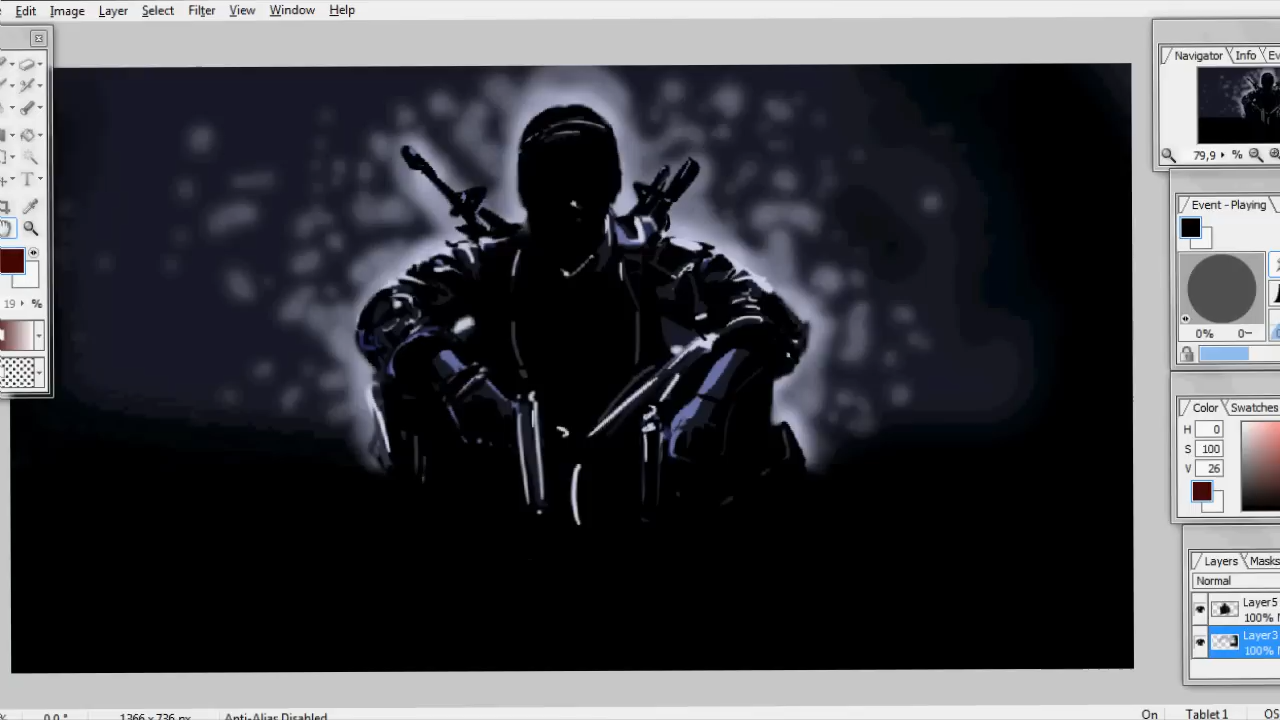 Edit Image Layer Select Filter View Window Help
Navigator Info
79,9 %
Event - Playing
0% 0
T
19 %
Color Swatches
H 0
S 100
V 26
Layers Masks
Normal
Layer5
100%
Layer3
100%
0,0 ° 1366 x 736 px Anti-Alias Disabled On Tablet 1 OS